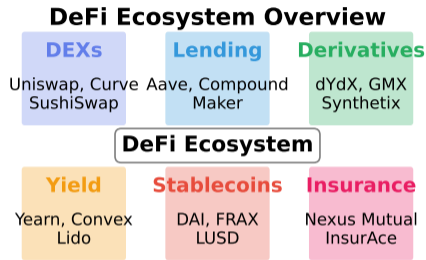 DeFi Ecosystem Overview
DEXs
Uniswap, Curve
SushiSwap
Lending
Aave, Compound
Maker
Derivatives
dYdX, GMX
Synthetix
DeFi Ecosystem
Yield
Yearn, Convex
Lido
Stablecoins
DAI, FRAX
LUSD
Insurance
Nexus Mutual
InsurAce